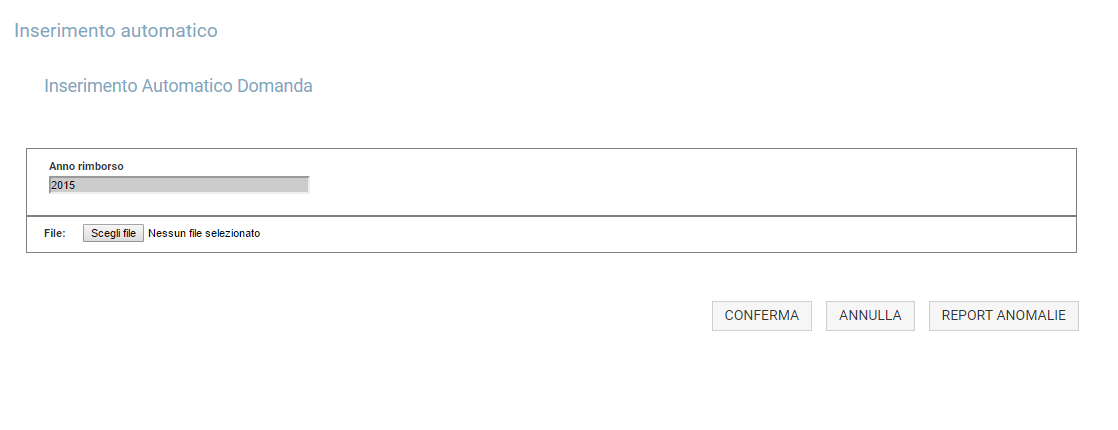 Inserimento automatico
Inserimento Automatico Domanda
Anno rimborso
2015
File: Scegli file Nessun file selezionato
CONFERMA ANNULLA REPORT ANOMALIE